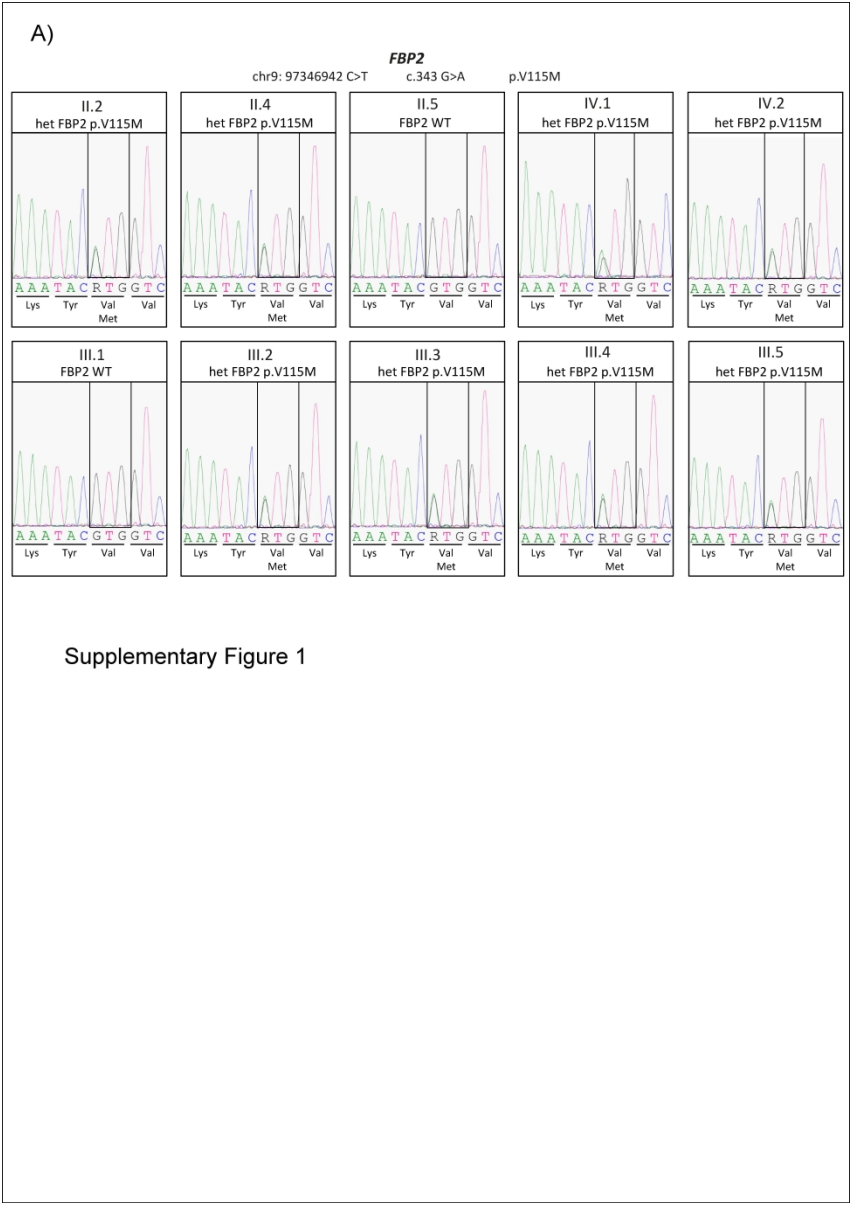 A)
FBP2
chr9: 97346942 C>T c.343 G>A p.V115M
II.2
het FBP2 p.V115M
AAATACRTGGTC
Lys Tyr Val Val
Met
II.4
het FBP2 p.V115M
AAATACRTGGTC
Lys Tyr Val Val
Met
II.5
FBP2 WT
AAATACGTGGTC
Lys Tyr Val Val
IV.1
het FBP2 p.V115M
AAATACRTGGTC
Lys Tyr Val Val
Met
IV.2
het FBP2 p.V115M
AAATACRTGGTC
Lys Tyr Val Val
Met
III.1
FBP2 WT
AAATACGTGGTC
Lys Tyr Val Val
III.2
het FBP2 p.V115M
AAATACRTGGTC
Lys Tyr Val Val
Met
III.3
het FBP2 p.V115M
AAATACRTGGTC
Lys Tyr Val Val
Met
III.4
het FBP2 p.V115M
AAATACRTGGTC
Lys Tyr Val Val
Met
III.5
het FBP2 p.V115M
AAATACRTGGTC
Lys Tyr Val Val
Met
Supplementary Figure 1